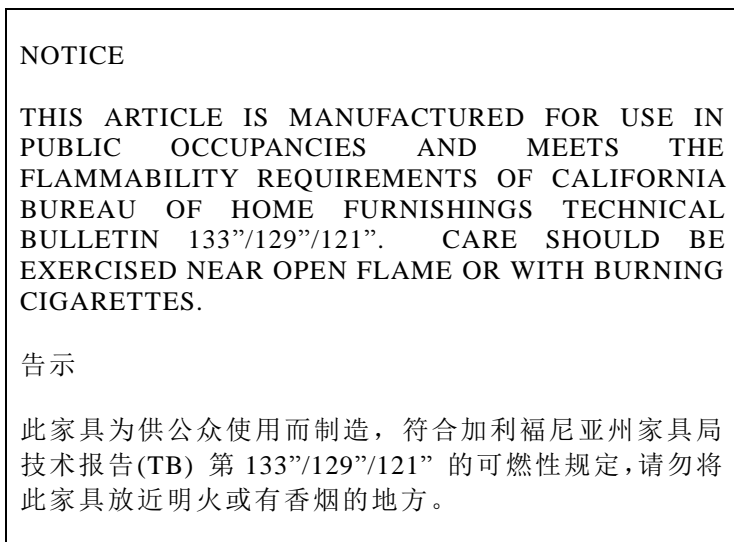 NOTICE
THIS ARTICLE IS MANUFACTURED FOR USE IN
PUBLIC OCCUPANCIES AND MEETS THE
FLAMMABILITY REQUIREMENTS OF CALIFORNIA
BUREAU OF HOME FURNISHINGS TECHNICAL
BULLETIN 133”/129”/121”. CARE SHOULD BE
EXERCISED NEAR OPEN FLAME OR WITH BURNING
CIGARETTES.
告示
此家具为供公众使用而制造，符合加利福尼亚州家具局
技术报告(TB) 第 133”/129”/121” 的可燃性规定，请勿将
此家具放近明火或有香烟的地方。